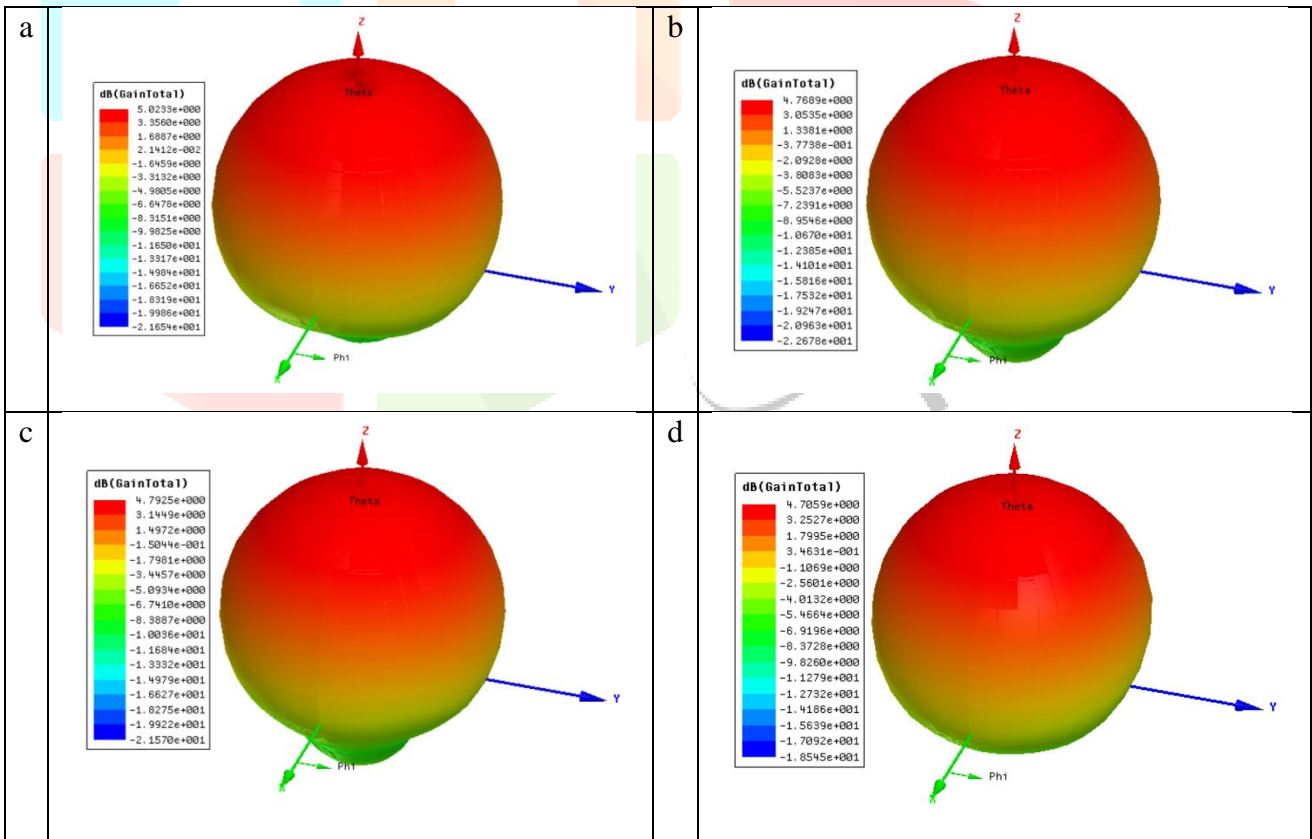 a
Z
Theta
dB(GainTotal)
5.0233e+000
3.3560e+000
1.6887e+000
2.1412e-002
-1.6459e+000
-3.3132e+000
-4.9805e+000
-6.6478e+000
-8.3151e+000
-9.9825e+000
-1.1650e+001
-1.3317e+001
-1.4984e+001
-1.6652e+001
-1.8319e+001
-1.9986e+001
-2.1654e+001
Y
Phi
X
b
Z
Theta
dB(GainTotal)
4.7689e+000
3.0535e+000
1.3381e+000
-3.7738e-001
-2.0928e+000
-3.8083e+000
-5.5237e+000
-7.2391e+000
-8.9546e+000
-1.0670e+001
-1.2385e+001
-1.4101e+001
-1.5816e+001
-1.7532e+001
-1.9247e+001
-2.0963e+001
-2.2678e+001
Y
Phi
X
c
Z
Theta
dB(GainTotal)
4.7925e+000
3.1449e+000
1.4972e+000
-1.5044e-001
-1.7981e+000
-3.4457e+000
-5.0934e+000
-6.7410e+000
-8.3887e+000
-1.0036e+001
-1.1684e+001
-1.3332e+001
-1.4979e+001
-1.6627e+001
-1.8275e+001
-1.9922e+001
-2.1570e+001
Y
Phi
X
d
Z
Theta
dB(GainTotal)
4.7059e+000
3.2527e+000
1.7995e+000
3.4631e-001
-1.1069e+000
-2.5601e+000
-4.0132e+000
-5.4664e+000
-6.9196e+000
-8.3728e+000
-9.8260e+000
-1.1279e+001
-1.2732e+001
-1.4186e+001
-1.5639e+001
-1.7092e+001
-1.8545e+001
Y
Phi
X